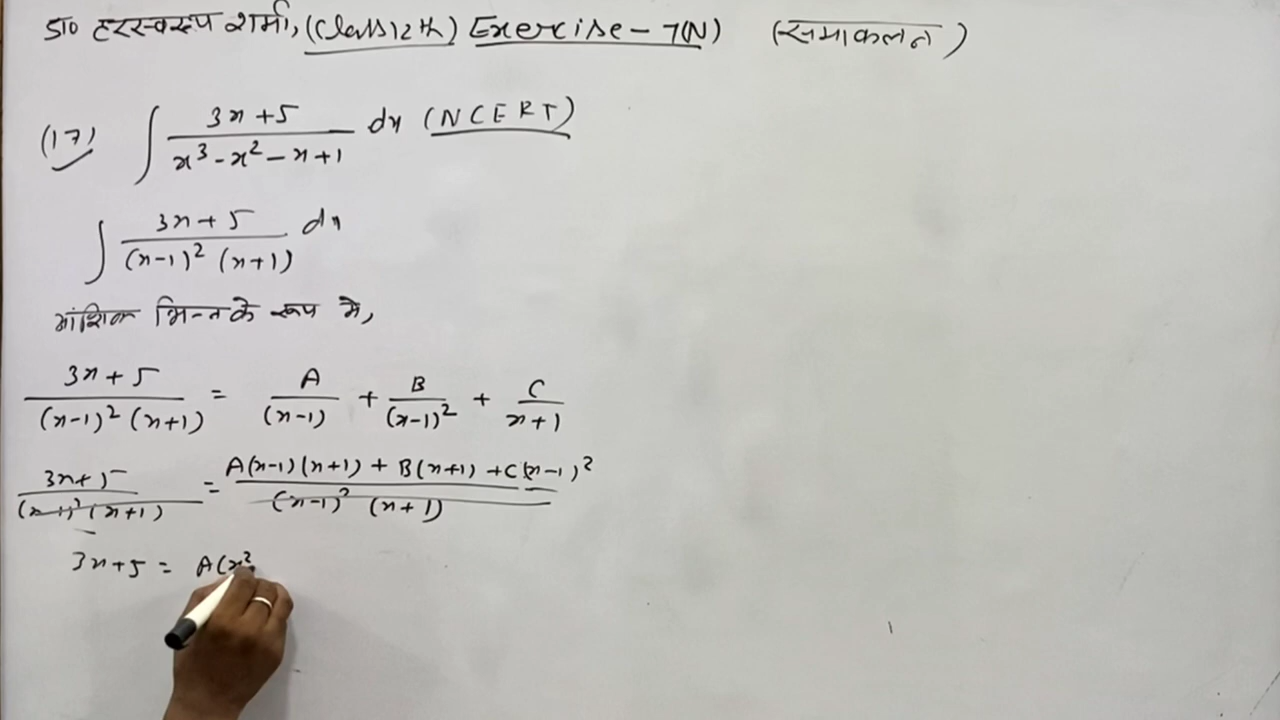 डा० हरस्वरूप शर्मा, (Class 12th) Exercise - 7(N) (समाकलन)
(17) ∫ (3x+5)/(x³-x²-x+1) dx (NCERT)
∫ (3x+5)/((x-1)² (x+1)) dx
आंशिक भिन्न के रूप में,
(3x+5)/((x-1)² (x+1)) = A/(x-1) + B/(x-1)² + C/(x+1)
(3x+5)/((x-1)² (x+1)) = (A(x-1)(x+1) + B(x+1) + C(x-1)²)/((x-1)² (x+1))
3x+5 = A(x²